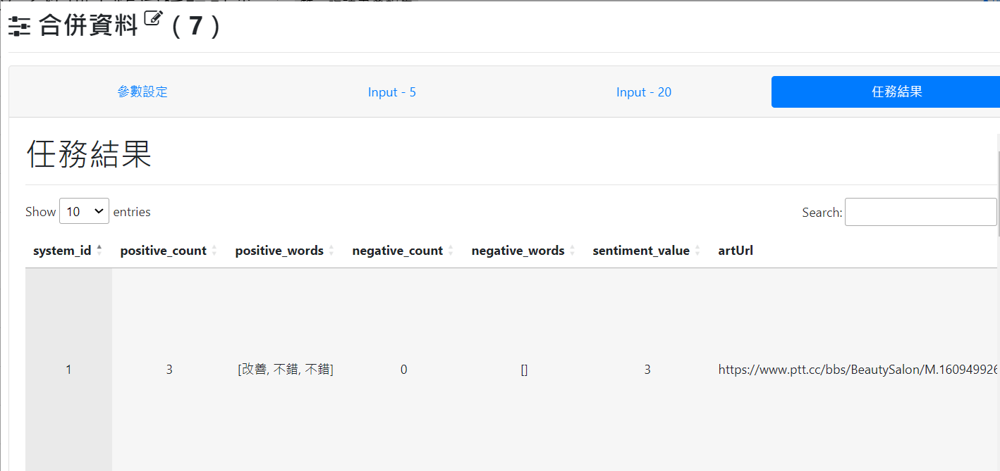 合併資料 ( 7 )
參數設定 Input - 5 Input - 20 任務結果
任務結果
Show 10 entries Search:
system_id positive_count positive_words negative_count negative_words sentiment_value artUrl
1 3 [改善, 不錯, 不錯] 0 [] 3 https://www.ptt.cc/bbs/BeautySalon/M.160949926